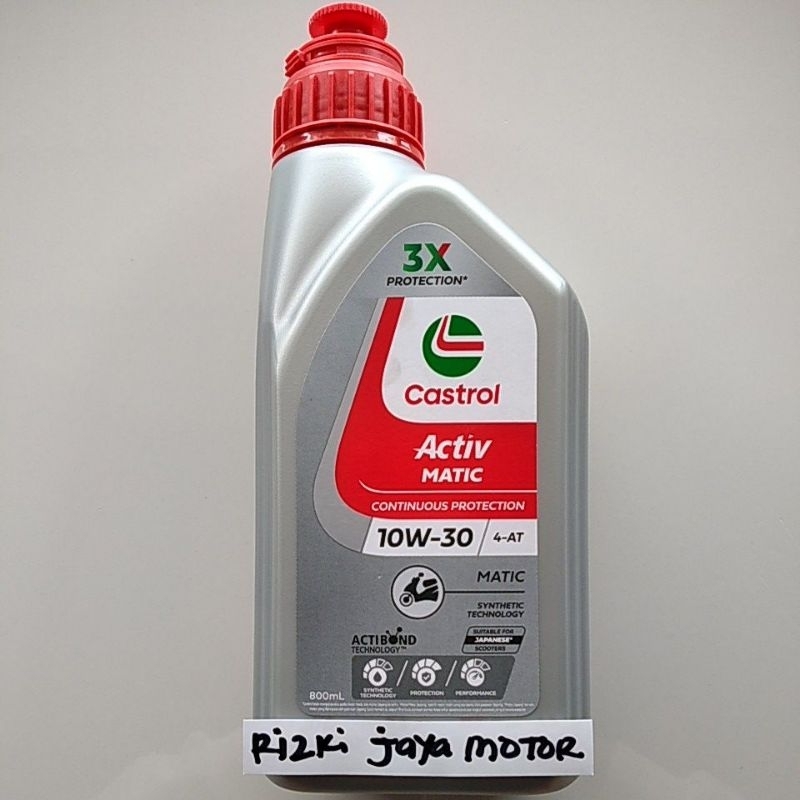 3X
PROTECTION*
Castrol
Activ
MATIC
CONTINUOUS PROTECTION
10W-30 4-AT
MATIC
SYNTHETIC
TECHNOLOGY
ACTIBOND
TECHNOLOGY™
SUITABLE FOR
JAPANESE*
SCOOTERS
SYNTHETIC
TECHNOLOGY
PROTECTION
PERFORMANCE
800mL
Rizki jaya MOTOR